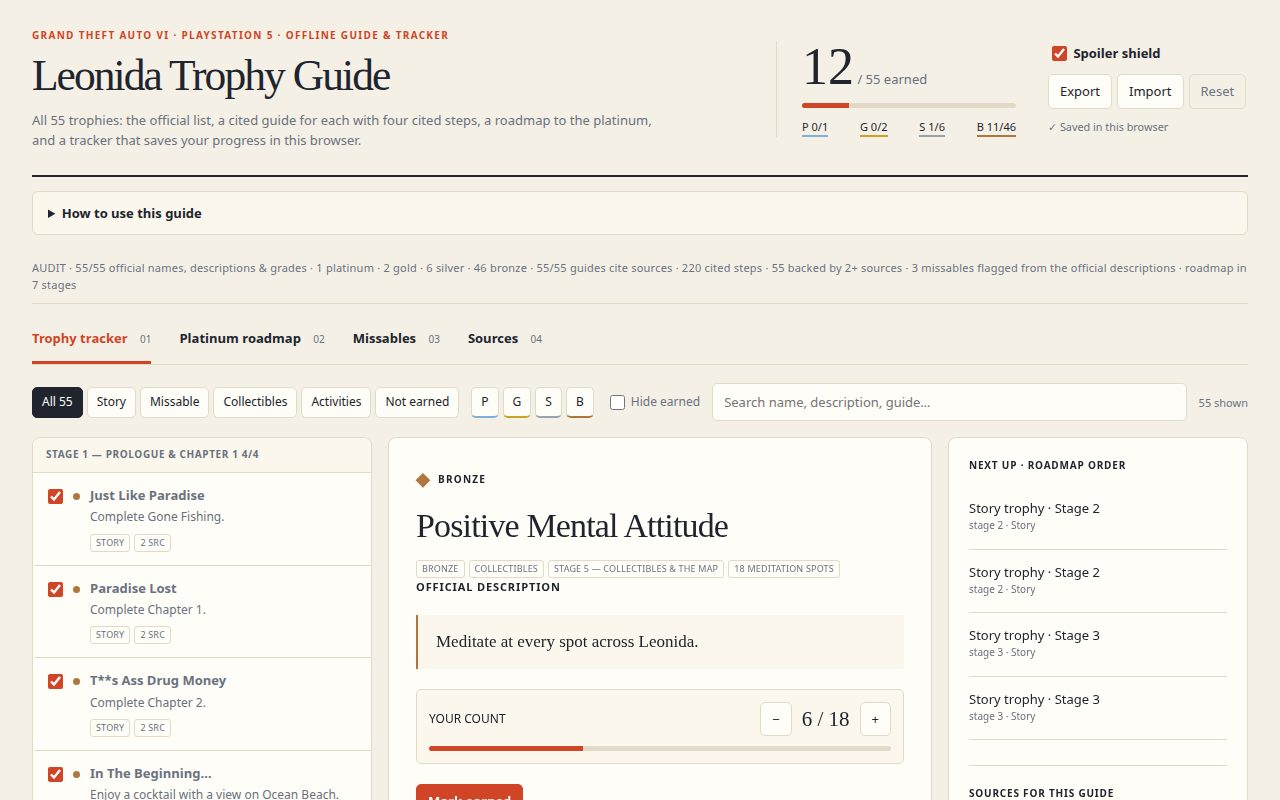 GRAND THEFT AUTO VI · PLAYSTATION 5 · OFFLINE GUIDE & TRACKER
Leonida Trophy Guide
All 55 trophies: the official list, a cited guide for each with four cited steps, a roadmap to the platinum,
and a tracker that saves your progress in this browser.
12 / 55 earned
P 0/1 G 0/2 S 1/6 B 11/46
Spoiler shield
Export Import Reset
✓ Saved in this browser
▶ How to use this guide
AUDIT · 55/55 official names, descriptions & grades · 1 platinum · 2 gold · 6 silver · 46 bronze · 55/55 guides cite sources · 220 cited steps · 55 backed by 2+ sources · 3 missables flagged from the official descriptions · roadmap in
7 stages
Trophy tracker 01 Platinum roadmap 02 Missables 03 Sources 04
All 55 Story Missable Collectibles Activities Not earned P G S B Hide earned Search name, description, guide... 55 shown
STAGE 1 — PROLOGUE & CHAPTER 1 4/4
Just Like Paradise
Complete Gone Fishing.
STORY 2 SRC
Paradise Lost
Complete Chapter 1.
STORY 2 SRC
T**s Ass Drug Money
Complete Chapter 2.
STORY 2 SRC
In The Beginning...
Enjoy a cocktail with a view on Ocean Beach.
BRONZE
Positive Mental Attitude
BRONZE COLLECTIBLES STAGE 5 — COLLECTIBLES & THE MAP 18 MEDITATION SPOTS
OFFICIAL DESCRIPTION
Meditate at every spot across Leonida.
YOUR COUNT − 6 / 18 +
Mark earned
NEXT UP · ROADMAP ORDER
Story trophy · Stage 2
stage 2 · Story
Story trophy · Stage 2
stage 2 · Story
Story trophy · Stage 3
stage 3 · Story
Story trophy · Stage 3
stage 3 · Story
SOURCES FOR THIS GUIDE